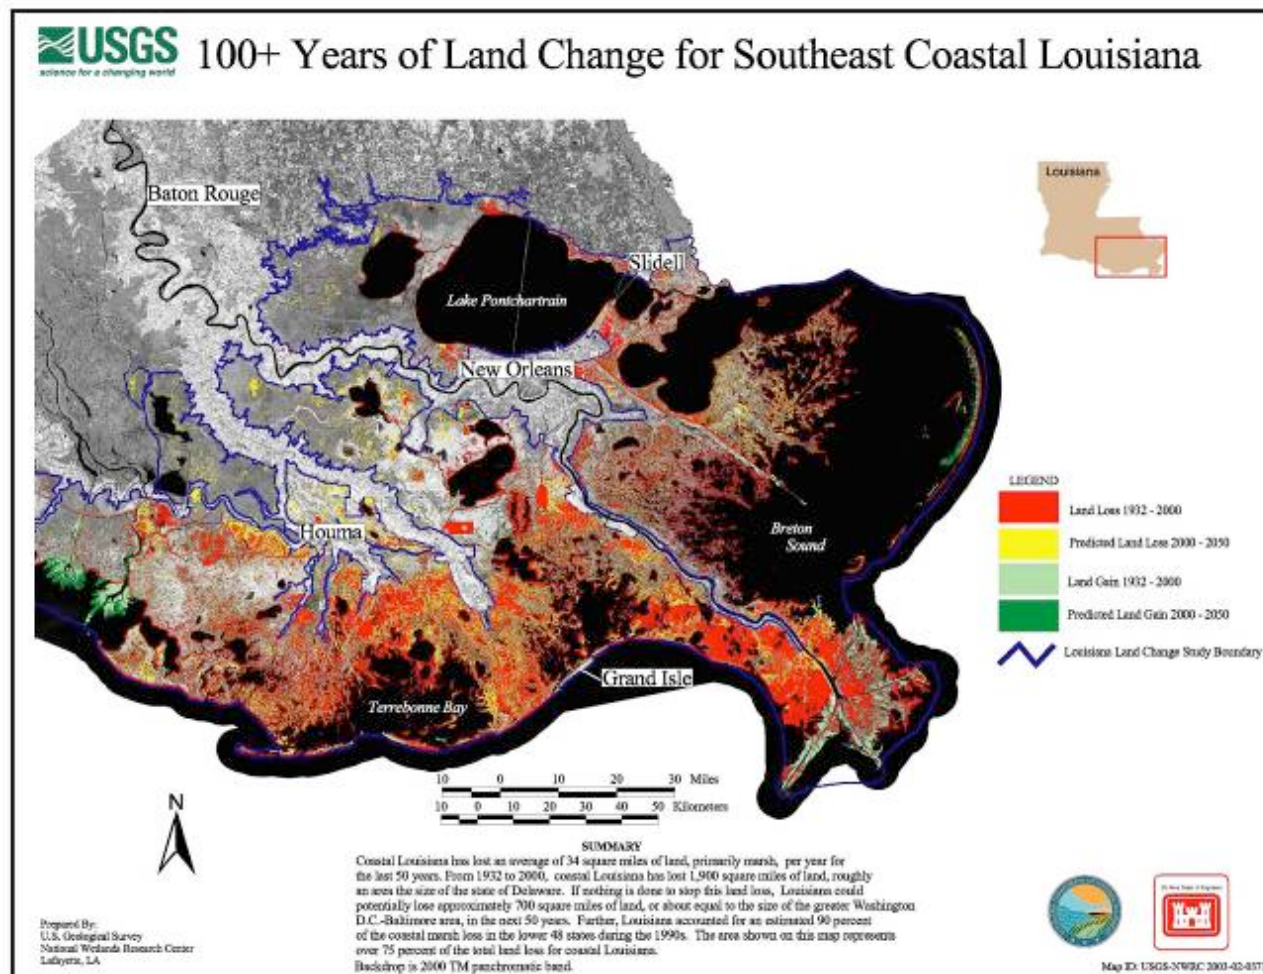 USGS
science for a changing world
100+ Years of Land Change for Southeast Coastal Louisiana
Baton Rouge
Louisiana
Slidell
Lake Pontchartrain
New Orleans
LEGEND
Land Loss 1932 - 2000
Predicted Land Loss 2000 - 2050
Land Gain 1932 - 2000
Predicted Land Gain 2000 - 2050
Louisiana Land Change Study Boundary
Houma
Breton
Sound
Grand Isle
Terrebonne Bay
10 0 10 20 30 Miles
10 0 10 20 30 40 50 Kilometers
N
SUMMARY
Coastal Louisiana has lost an average of 34 square miles of land, primarily marsh, per year for
the last 50 years. From 1932 to 2000, coastal Louisiana has lost 1,900 square miles of land, roughly
an area the size of the state of Delaware. If nothing is done to stop this land loss, Louisiana could
potentially lose approximately 700 square miles of land, or about equal to the size of the greater Washington
D.C.-Baltimore area, in the next 50 years. Further, Louisiana accounted for an estimated 90 percent
of the coastal marsh loss in the lower 48 states during the 1990s. The area shown on this map represents
over 75 percent of the total land loss for coastal Louisiana.
Backdrop is 2000 TM panchromatic band.
Prepared By:
U.S. Geological Survey
National Wetlands Research Center
Lafayette, LA
Map ID: USGS-NWRC 2003-02-037